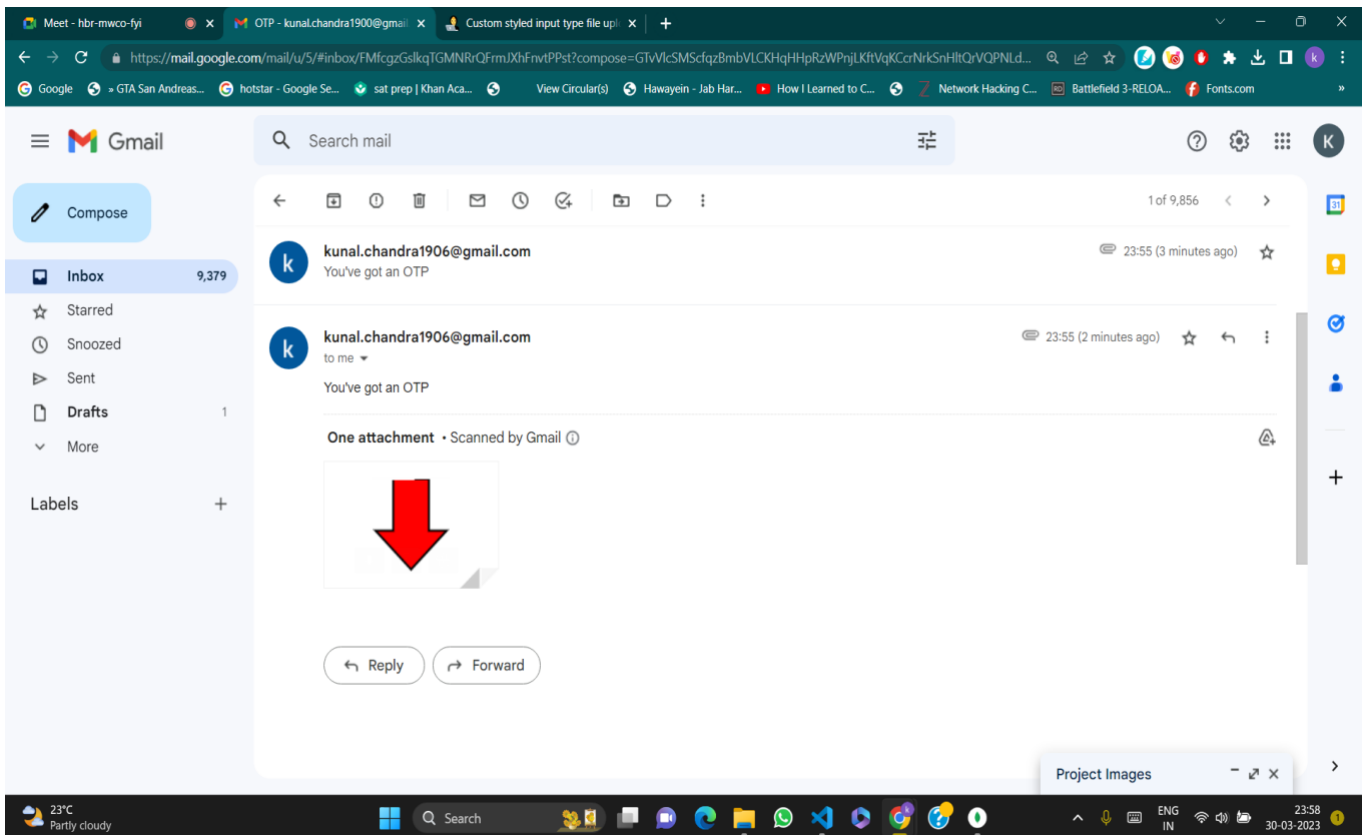 Meet - hbr-mwco-fyi
OTP - kunal.chandra1900@gmai
Custom styled input type file upl
https://mail.google.com/mail/u/5/#inbox/FMfcgzGslkqTGMNRrQFrmJXhFnvtPPst?compose=GTvVlcSMScfqzBmbVLCKHqHHpRzWPnjLKftVqKCcrNrkSnHltQrVQPNLd...
k
Google
» GTA San Andreas...
hotstar - Google Se...
sat prep | Khan Aca...
View Circular(s)
Hawayein - Jab Har...
How I Learned to C...
Network Hacking C...
Battlefield 3-RELOA...
Fonts.com
»
Gmail
Search mail
K
Compose
1 of 9,856
31
Inbox 9,379
Starred
Snoozed
Sent
Drafts 1
More
Labels
k
kunal.chandra1906@gmail.com
23:55 (3 minutes ago)
You've got an OTP
k
kunal.chandra1906@gmail.com
23:55 (2 minutes ago)
to me
You've got an OTP
One attachment • Scanned by Gmail
Reply
Forward
Project Images
23°C
Partly cloudy
Search
ENG
IN
23:58
30-03-2023
1